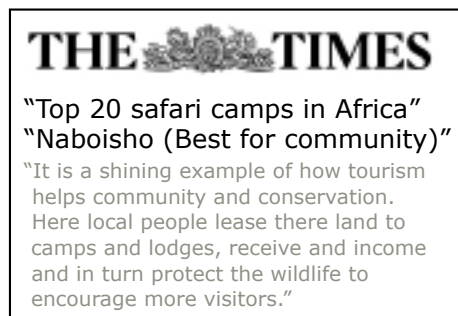 THE TIMES
“Top 20 safari camps in Africa”
“Naboisho (Best for community)”
“It is a shining example of how tourism
helps community and conservation.
Here local people lease there land to
camps and lodges, receive and income
and in turn protect the wildlife to
encourage more visitors.”